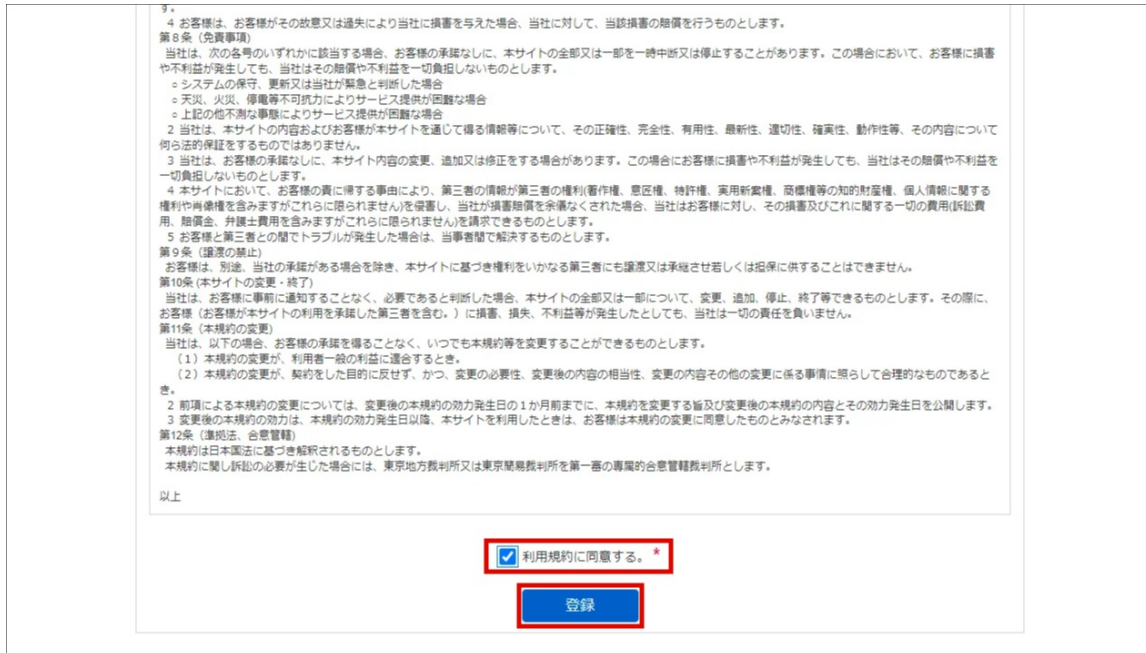 す。
4 お客様は、お客様がその故意又は過失により当社に損害を与えた場合、当社に対して、当該損害の賠償を行うものとします。
第8条（免責事項)
当社は、次の各号のいずれかに該当する場合、お客様の承諾なしに、本サイトの全部又は一部を一時中断又は停止することがあります。この場合において、お客様に損害
や不利益が発生しても、当社はその賠償や不利益を一切負担しないものとします。
○ システムの保守、更新又は当社が緊急と判断した場合
○ 天災、火災、停電等不可抗力によりサービス提供が困難な場合
○ 上記の他不測な事態によりサービス提供が困難な場合
2 当社は、本サイトの内容およびお客様が本サイトを通じて得る情報等について、その正確性、完全性、有用性、最新性、適切性、確実性、動作性等、その内容について
何ら法的保証をするものではありません。
3 当社は、お客様の承諾なしに、本サイト内容の変更、追加又は修正をする場合があります。この場合にお客様に損害や不利益が発生しても、当社はその賠償や不利益を
一切負担しないものとします。
4 本サイトにおいて、お客様の責に帰する事由により、第三者の情報が第三者の権利(著作権、意匠権、特許権、実用新案権、商標権等の知的財産権、個人情報に関する
権利や肖像権を含みますがこれらに限られません)を侵害し、当社が損害賠償を余儀なくされた場合、当社はお客様に対し、その損害及びこれに関する一切の費用(訴訟費
用、賠償金、弁護士費用を含みますがこれらに限られません)を請求できるものとします。
5 お客様と第三者との間でトラブルが発生した場合は、当事者間で解決するものとします。
第9条（譲渡の禁止)
お客様は、別途、当社の承諾がある場合を除き、本サイトに基づき権利をいかなる第三者にも譲渡又は承継させ若しくは担保に供することはできません。
第10条 (本サイトの変更・終了)
当社は、お客様に事前に通知することなく、必要であると判断した場合、本サイトの全部又は一部について、変更、追加、停止、終了等できるものとします。その際に、
お客様（お客様が本サイトの利用を承諾した第三者を含む。）に損害、損失、不利益等が発生したとしても、当社は一切の責任を負いません。
第11条（本規約の変更)
当社は、以下の場合、お客様の承諾を得ることなく、いつでも本規約等を変更することができるものとします。
（1）本規約の変更が、利用者一般の利益に適合するとき。
（2）本規約の変更が、契約をした目的に反せず、かつ、変更の必要性、変更後の内容の相当性、変更の内容その他の変更に係る事情に照らして合理的なものであると
き。
2 前項による本規約の変更については、変更後の本規約の効力発生日の1か月前までに、本規約を変更する旨及び変更後の本規約の内容とその効力発生日を公開します。
3 変更後の本規約の効力は、本規約の効力発生日以降、本サイトを利用したときは、お客様は本規約の変更に同意したものとみなされます。
第12条（準拠法、合意管轄)
本規約は日本国法に基づき解釈されるものとします。
本規約に関し訴訟の必要が生じた場合には、東京地方裁判所又は東京簡易裁判所を第一審の専属的合意管轄裁判所とします。
以上
利用規約に同意する。*
登録